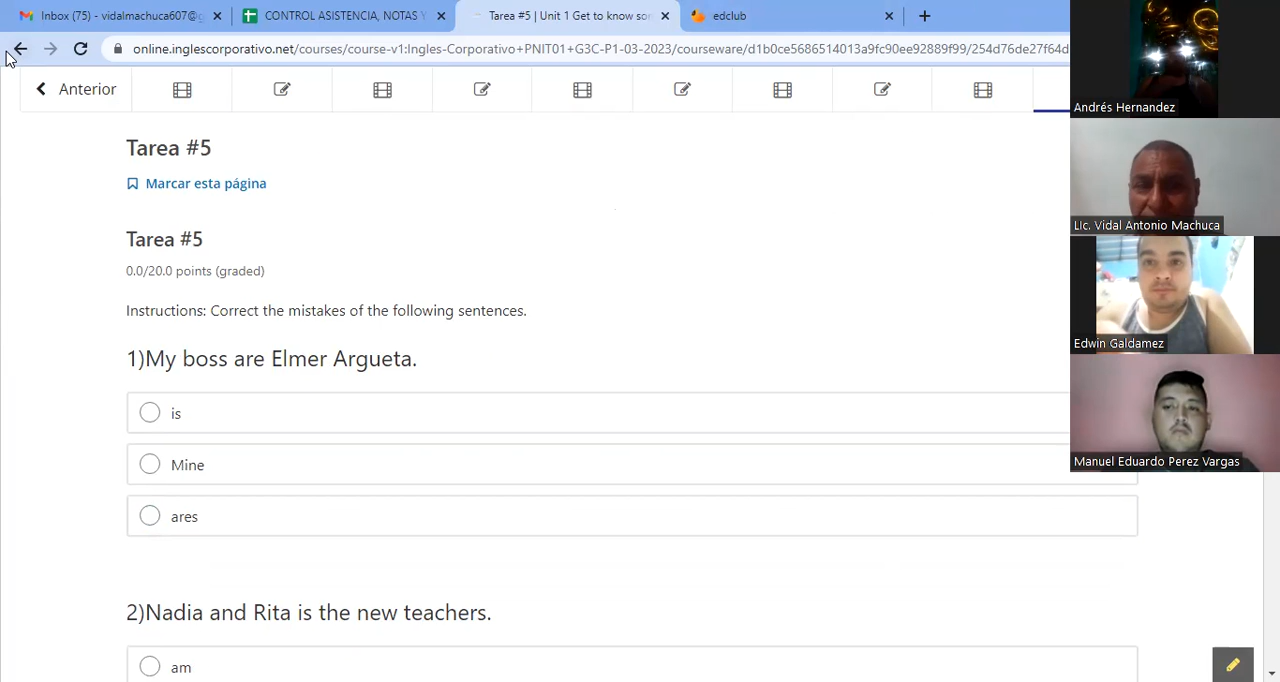 Inbox (70) - vidalmachuca607@g
CONTROL ASISTENCIA, NOTAS Y
Tarea #5 | Unit 1 Get to know so
edclub
online.inglescorporativo.net/courses/course-v1:Ingles-Corporativo+PNIT01+G3C-P1-03-2023/courseware/d1b0ce5686514013a9fc90ee92889f99/254d76de27f64d
Anterior
Tarea #5
Marcar esta página
Tarea #5
0.0/20.0 points (graded)
Instructions: Correct the mistakes of the following sentences.
1)My boss are Elmer Argueta.
is
Mine
ares
2)Nadia and Rita is the new teachers.
am
Andrés Hernandez
Lic. Vidal Antonio Machuca
Edwin Galdamez
Manuel Eduardo Perez Vargas